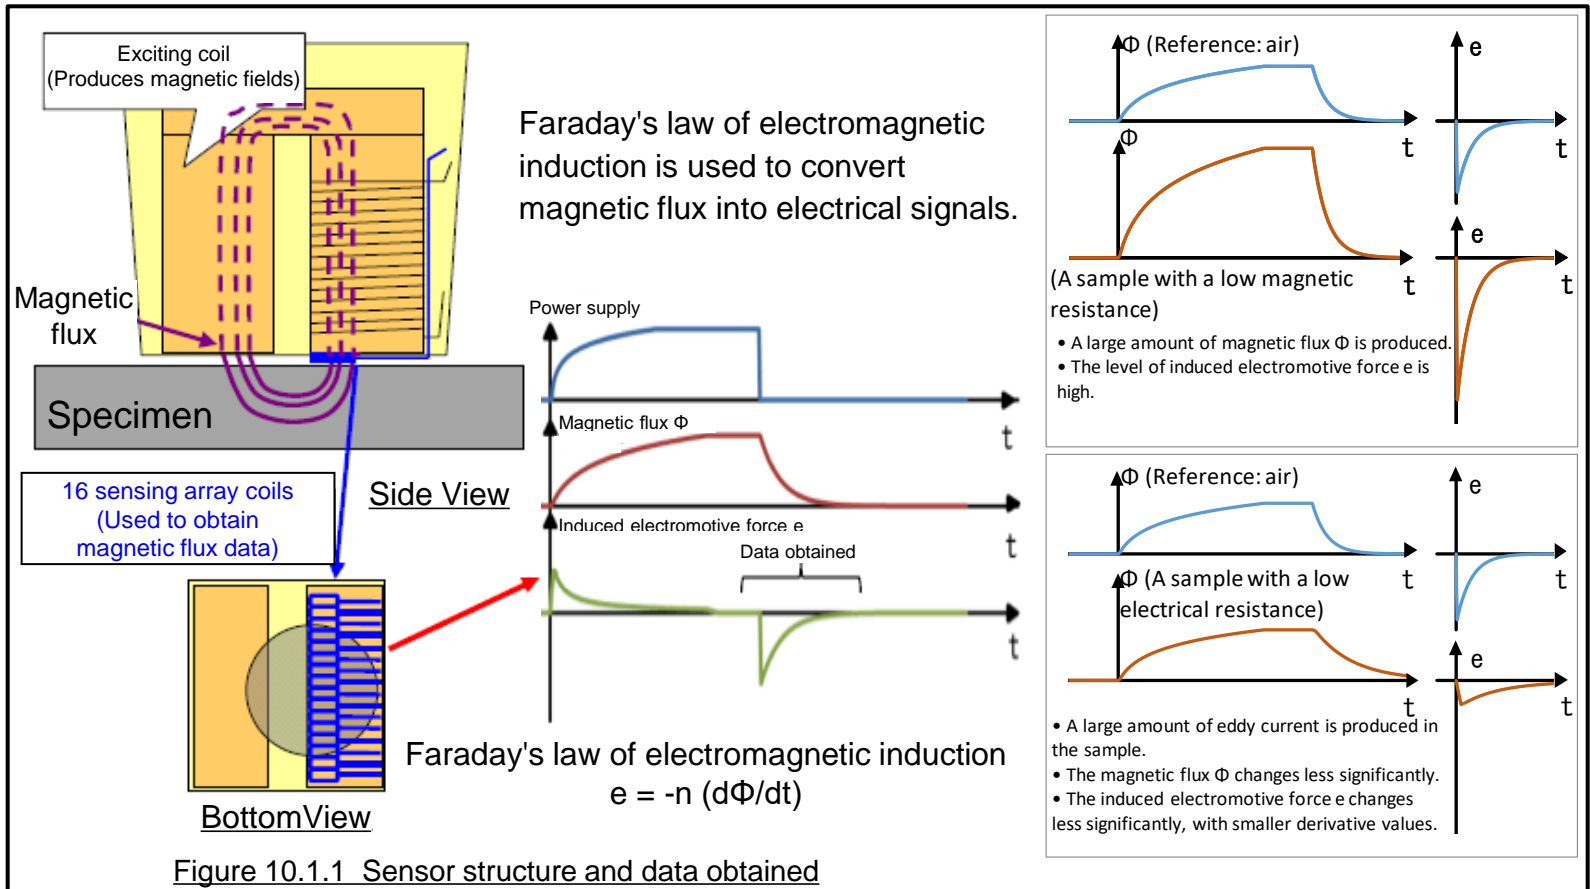 Exciting coil
(Produces magnetic fields)
Magnetic
flux
Specimen
16 sensing array coils
(Used to obtain
magnetic flux data)
Side View
BottomView
Faraday's law of electromagnetic
induction is used to convert
magnetic flux into electrical signals.
Power supply
t
Magnetic flux Φ
t
Induced electromotive force e
Data obtained
t
Faraday's law of electromagnetic induction
e = -n (dΦ/dt)
Figure 10.1.1 Sensor structure and data obtained
Φ (Reference: air)
t
e
t
Φ
t
e
t
(A sample with a low magnetic
resistance)
• A large amount of magnetic flux Φ is produced.
• The level of induced electromotive force e is
high.
Φ (Reference: air)
t
e
t
Φ (A sample with a low
electrical resistance)
t
e
t
• A large amount of eddy current is produced in
the sample.
• The magnetic flux Φ changes less significantly.
• The induced electromotive force e changes
less significantly, with smaller derivative values.